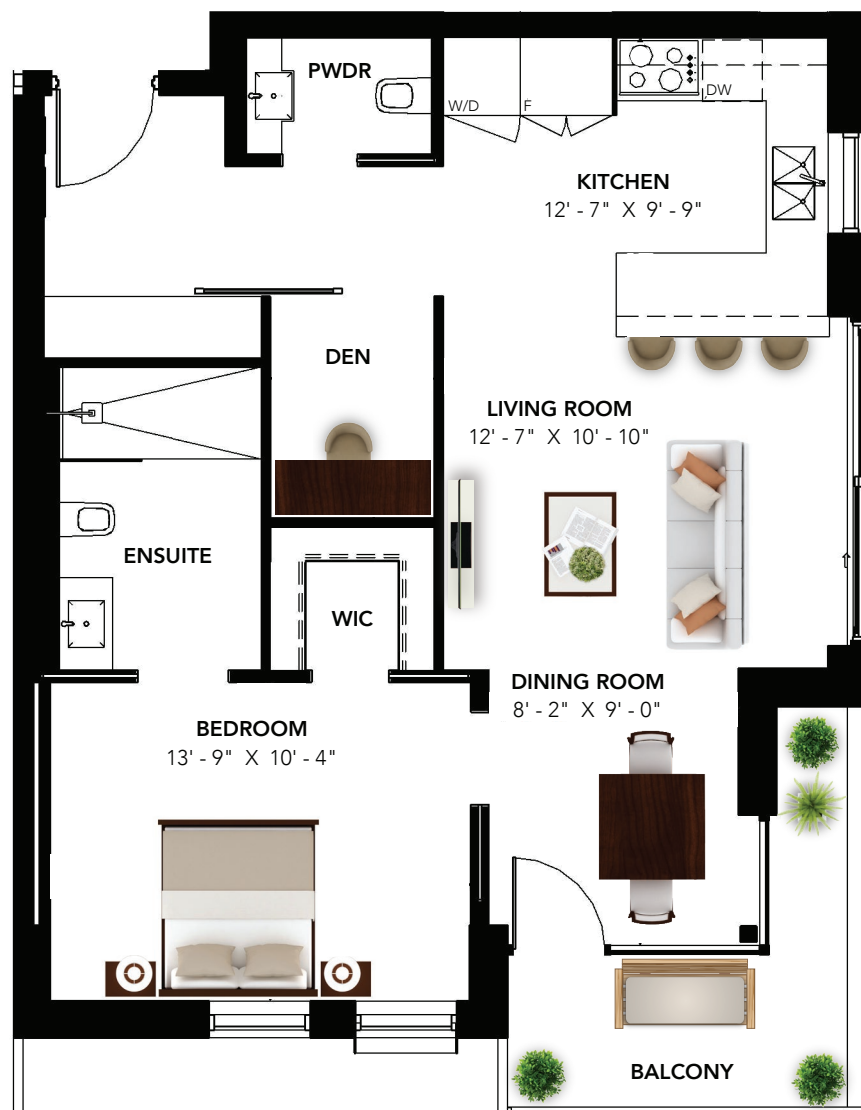 PWDR
W/D
F
DW
KITCHEN
12' - 7" X 9' - 9"
DEN
LIVING ROOM
12' - 7" X 10' - 10"
ENSUITE
WIC
DINING ROOM
8' - 2" X 9' - 0"
BEDROOM
13' - 9" X 10' - 4"
BALCONY